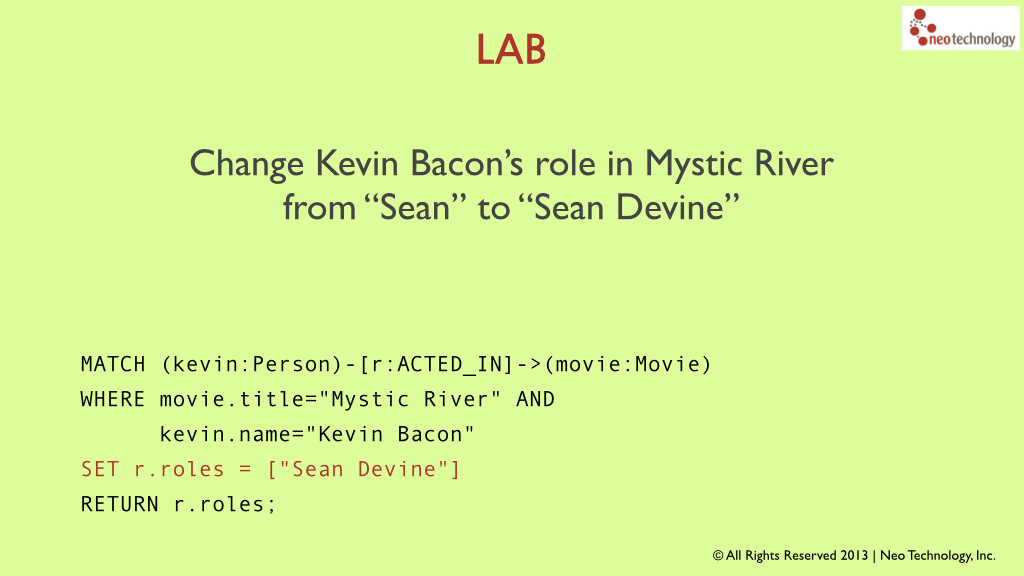 neotechnology
LAB
Change Kevin Bacon’s role in Mystic River
from “Sean” to “Sean Devine”
MATCH (kevin:Person)-[r:ACTED_IN]->(movie:Movie)
WHERE movie.title="Mystic River" AND
      kevin.name="Kevin Bacon"
SET r.roles = ["Sean Devine"]
RETURN r.roles;
© All Rights Reserved 2013 | Neo Technology, Inc.